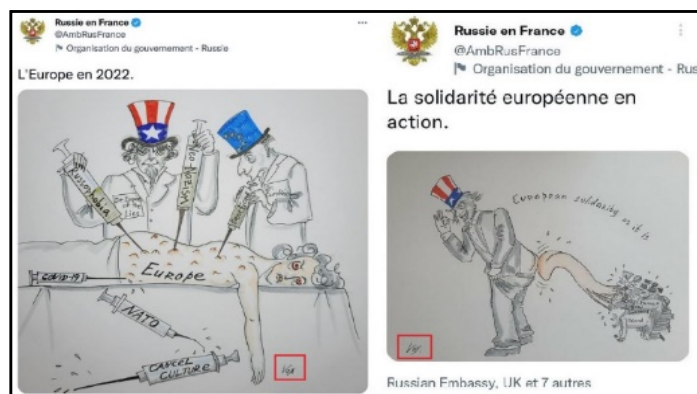 Russie en France
@AmbRusFrance
Organisation du gouvernement - Russie
L'Europe en 2022.
Russophobia
Lies
Europe
COVID-19
NATO
CANCEL
CULTURE
Russie en France
@AmbRusFrance
Organisation du gouvernement - Rus
La solidarité européenne en
action.
European solidarity as it is
Russian Embassy, UK et 7 autres